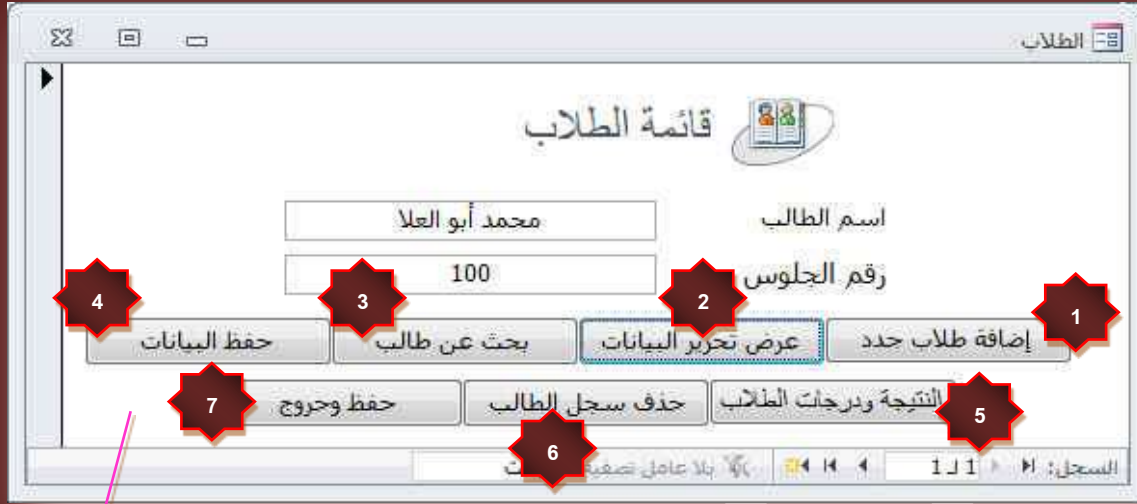 الطلاب
قائمة الطلاب
اسم الطالب
محمد أبو العلا
رقم الجلوس
100
1
2
3
4
إضافة طلاب جدد
عرض تحرير البيانات
بحث عن طالب
حفظ البيانات
النتيجة ودرجات الطلاب
حذف سجل الطالب
حفظ وحروج
5
6
7
السجل: 1 لـ 1
بلا عامل تصفية